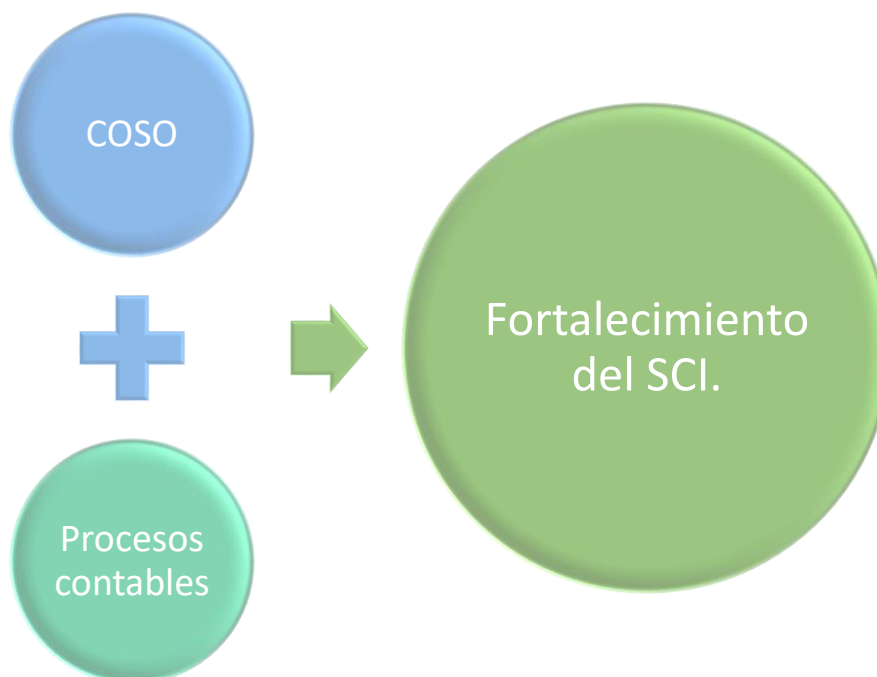 COSO
Procesos
contables
Fortalecimiento
del SCI.